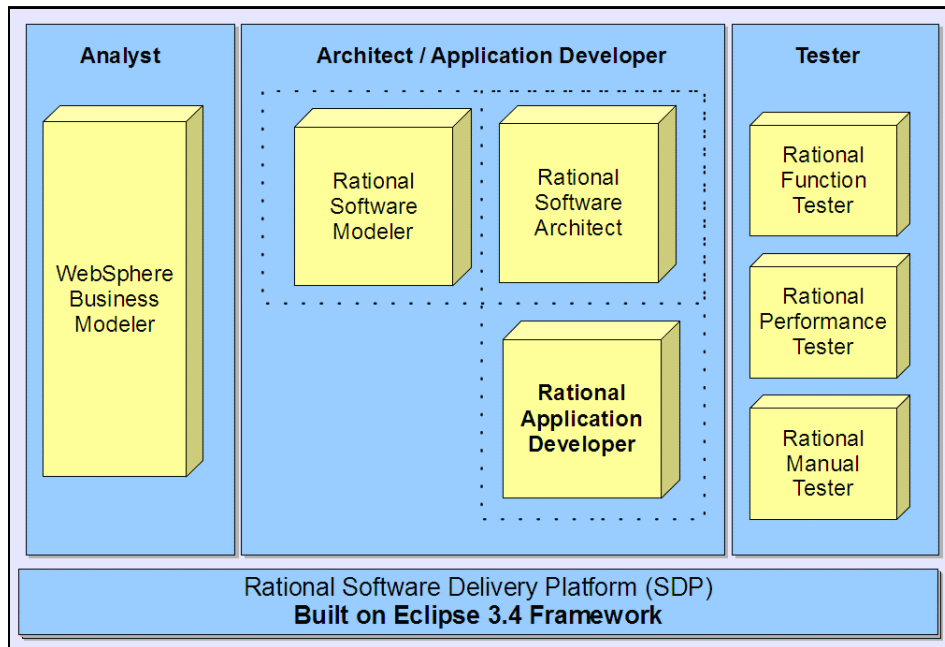 Analyst
WebSphere
Business
Modeler
Architect / Application Developer
Rational
Software
Modeler
Rational
Software
Architect
Rational
Application
Developer
Tester
Rational
Function
Tester
Rational
Performance
Tester
Rational
Manual
Tester
Rational Software Delivery Platform (SDP)
Built on Eclipse 3.4 Framework